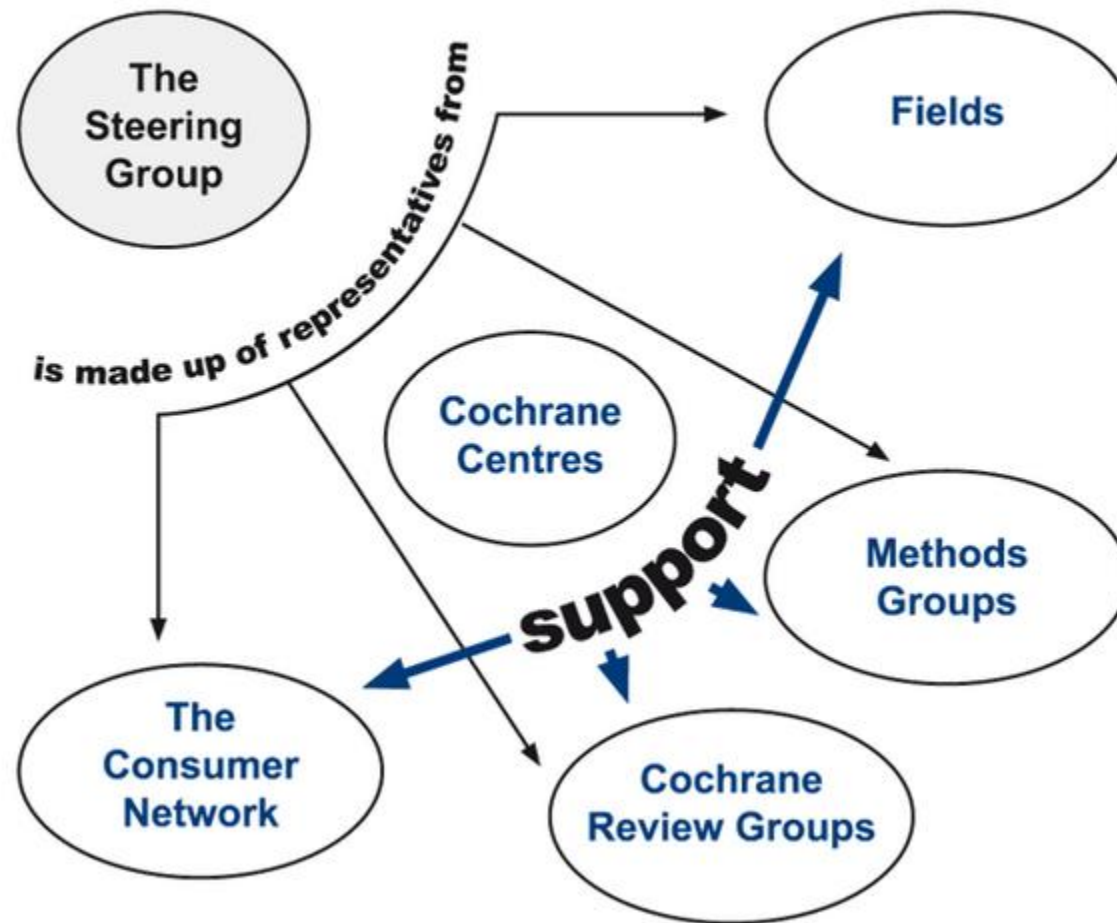 The
Steering
Group
is made up of representatives from
Fields
Cochrane
Centres
support
Methods
Groups
The
Consumer
Network
Cochrane
Review Groups